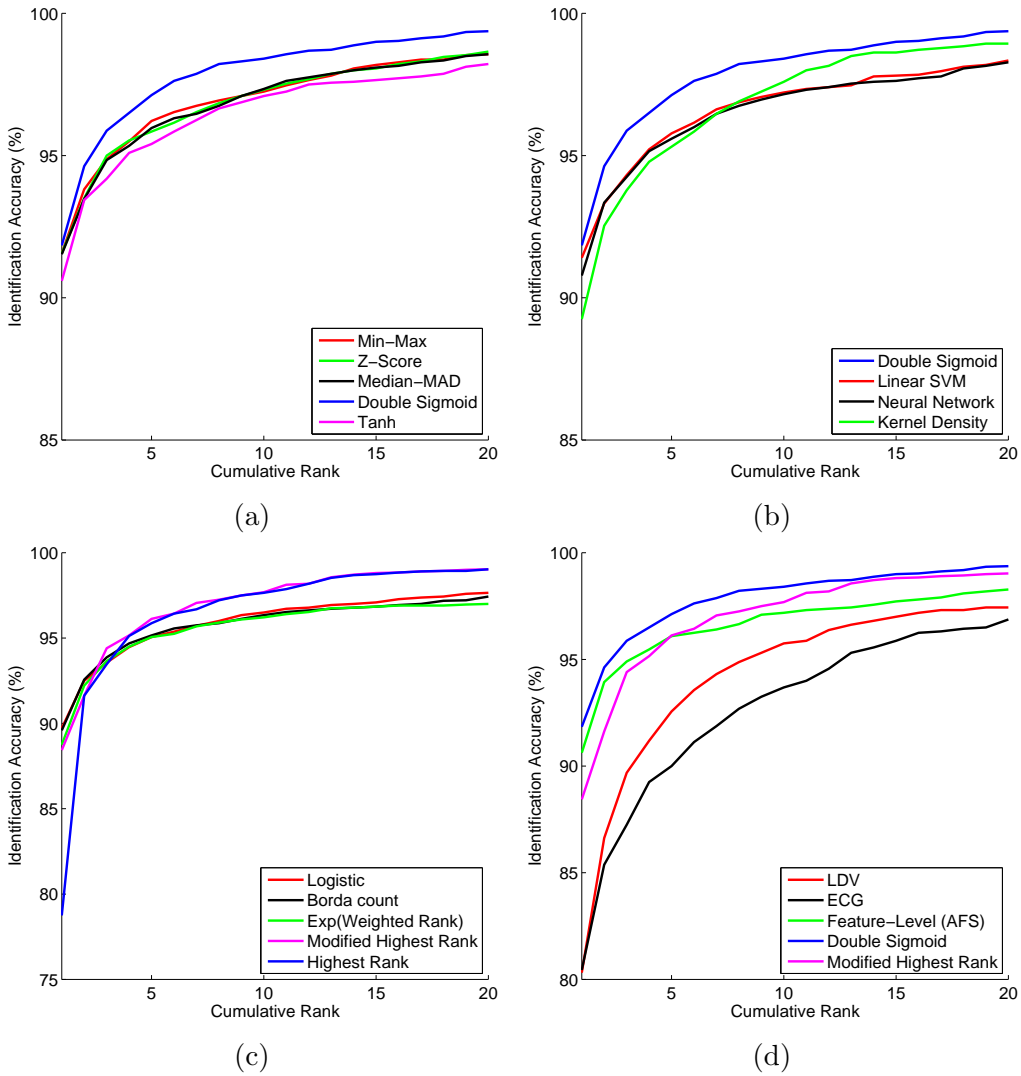 100
95
90
85
Identification Accuracy (%)
5
10
15
20
Cumulative Rank
Min−Max
Z−Score
Median−MAD
Double Sigmoid
Tanh
(a)
100
95
90
85
Identification Accuracy (%)
5
10
15
20
Cumulative Rank
Double Sigmoid
Linear SVM
Neural Network
Kernel Density
(b)
100
95
90
85
80
75
Identification Accuracy (%)
5
10
15
20
Cumulative Rank
Logistic
Borda count
Exp(Weighted Rank)
Modified Highest Rank
Highest Rank
(c)
100
95
90
85
80
Identification Accuracy (%)
5
10
15
20
Cumulative Rank
LDV
ECG
Feature−Level (AFS)
Double Sigmoid
Modified Highest Rank
(d)